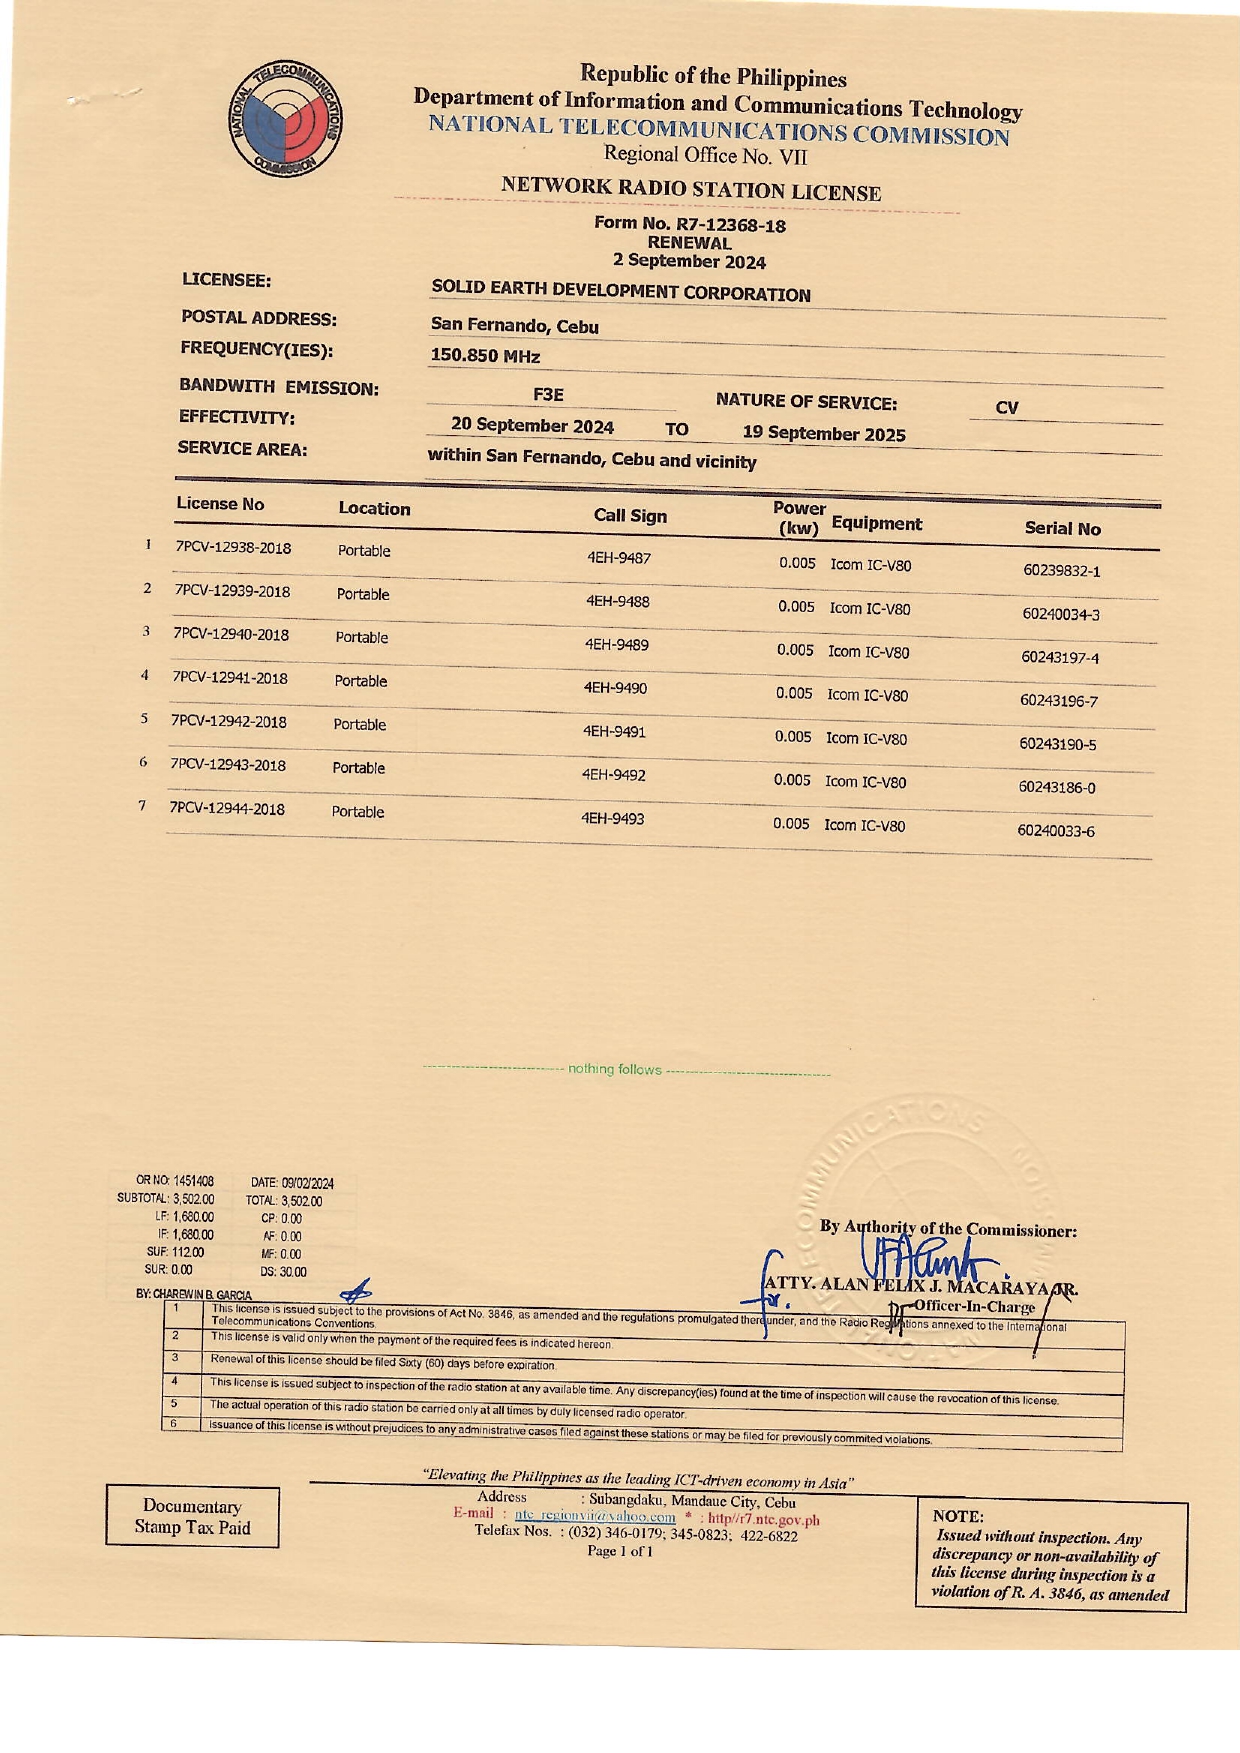 NATIONAL TELECOMMUNICATIONS
COMMISSION
Republic of the Philippines
Department of Information and Communications Technology
NATIONAL TELECOMMUNICATIONS COMMISSION
Regional Office No. VII
NETWORK RADIO STATION LICENSE
Form No. R7-12368-18
RENEWAL
2 September 2024
LICENSEE: SOLID EARTH DEVELOPMENT CORPORATION
POSTAL ADDRESS: San Fernando, Cebu
FREQUENCY(IES): 150.850 MHz
BANDWITH EMISSION: F3E NATURE OF SERVICE: CV
EFFECTIVITY: 20 September 2024 TO 19 September 2025
SERVICE AREA: within San Fernando, Cebu and vicinity
License No Location Call Sign Power (kw) Equipment Serial No
1 7PCV-12938-2018 Portable 4EH-9487 0.005 Icom IC-V80 60239832-1
2 7PCV-12939-2018 Portable 4EH-9488 0.005 Icom IC-V80 60240034-3
3 7PCV-12940-2018 Portable 4EH-9489 0.005 Icom IC-V80 60243197-4
4 7PCV-12941-2018 Portable 4EH-9490 0.005 Icom IC-V80 60243196-7
5 7PCV-12942-2018 Portable 4EH-9491 0.005 Icom IC-V80 60243190-5
6 7PCV-12943-2018 Portable 4EH-9492 0.005 Icom IC-V80 60243186-0
7 7PCV-12944-2018 Portable 4EH-9493 0.005 Icom IC-V80 60240033-6
nothing follows
OR NO: 1451408 DATE: 09/02/2024
SUBTOTAL: 3,502.00 TOTAL: 3,502.00
LF: 1,680.00 CP: 0.00
IF: 1,680.00 AF: 0.00
SUF: 112.00 MF: 0.00
SUR: 0.00 DS: 30.00
BY: CHAREWIN B. GARCIA
By Authority of the Commissioner:
for.
ATTY. ALAN FELIX J. MACARAYA, JR.
Officer-In-Charge
1 This license is issued subject to the provisions of Act No. 3846, as amended and the regulations promulgated thereunder, and the Radio Regulations annexed to the International
Telecommunications Conventions.
2 This license is valid only when the payment of the required fees is indicated hereon.
3 Renewal of this license should be filed Sixty (60) days before expiration.
4 This license is issued subject to inspection of the radio station at any available time. Any discrepancy(ies) found at the time of inspection will cause the revocation of this license.
5 The actual operation of this radio station be carried only at all times by duly licensed radio operator.
6 Issuance of this license is without prejudices to any administrative cases filed against these stations or may be filed for previously commited violations.
"Elevating the Philippines as the leading ICT-driven economy in Asia"
Address : Subangdaku, Mandaue City, Cebu
E-mail : ntc_regionvii@yahoo.com * : http//r7.ntc.gov.ph
Telefax Nos. : (032) 346-0179; 345-0823; 422-6822
Page 1 of 1
Documentary
Stamp Tax Paid
NOTE:
Issued without inspection. Any
discrepancy or non-availability of
this license during inspection is a
violation of R. A. 3846, as amended